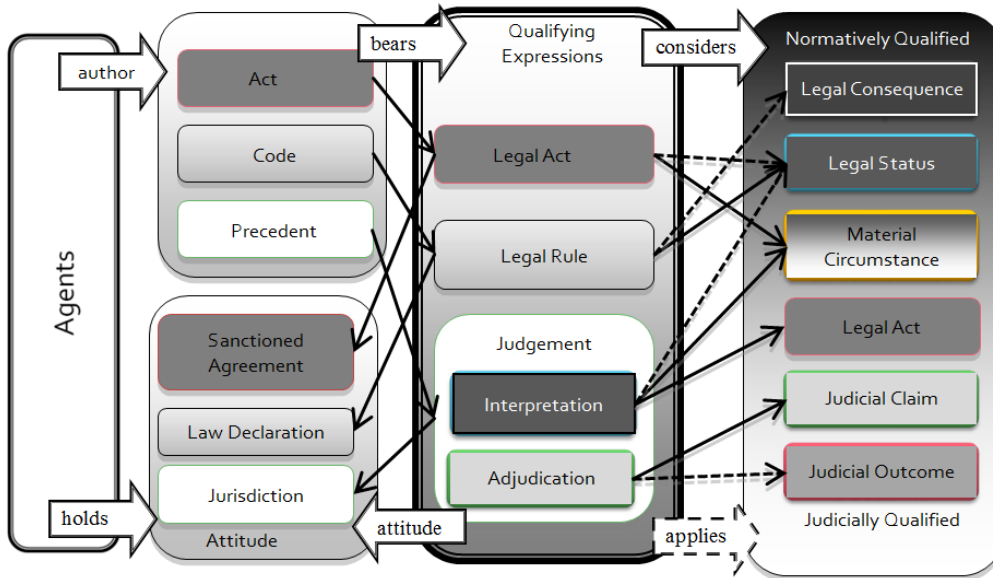 Agents
author
bears
considers
holds
attitude
applies
Act
Code
Precedent
Sanctioned
Agreement
Law Declaration
Jurisdiction
Attitude
Qualifying
Expressions
Legal Act
Legal Rule
Judgement
Interpretation
Adjudication
Normatively Qualified
Legal Consequence
Legal Status
Material
Circumstance
Legal Act
Judicial Claim
Judicial Outcome
Judicially Qualified